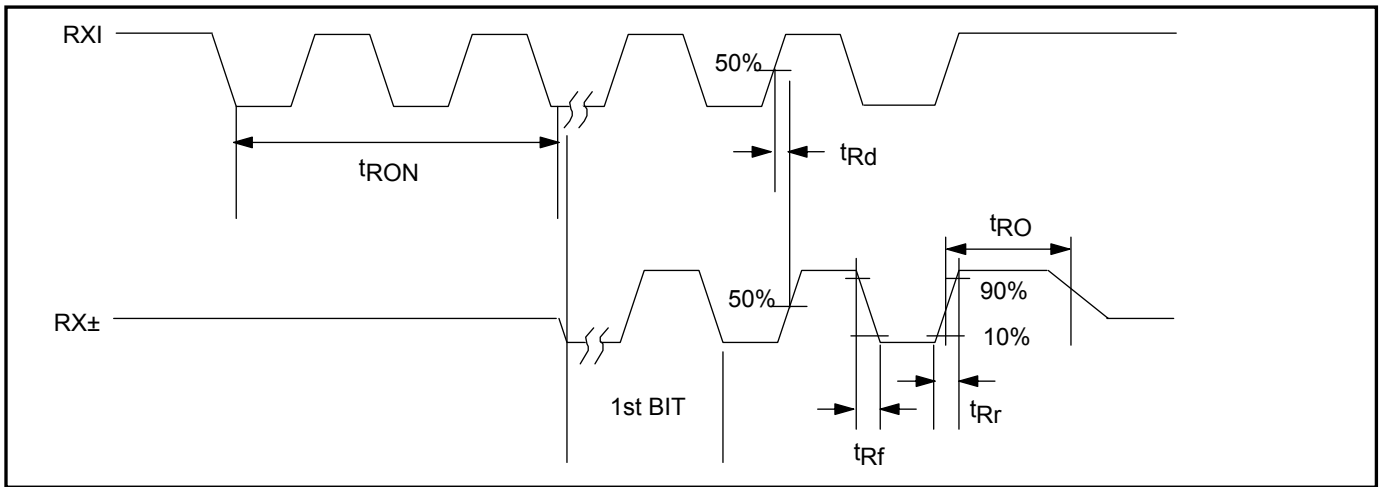 RXI
50%
tRd
tRON
tRO
50%
90%
RX±
10%
1st BIT
tRr
tRf